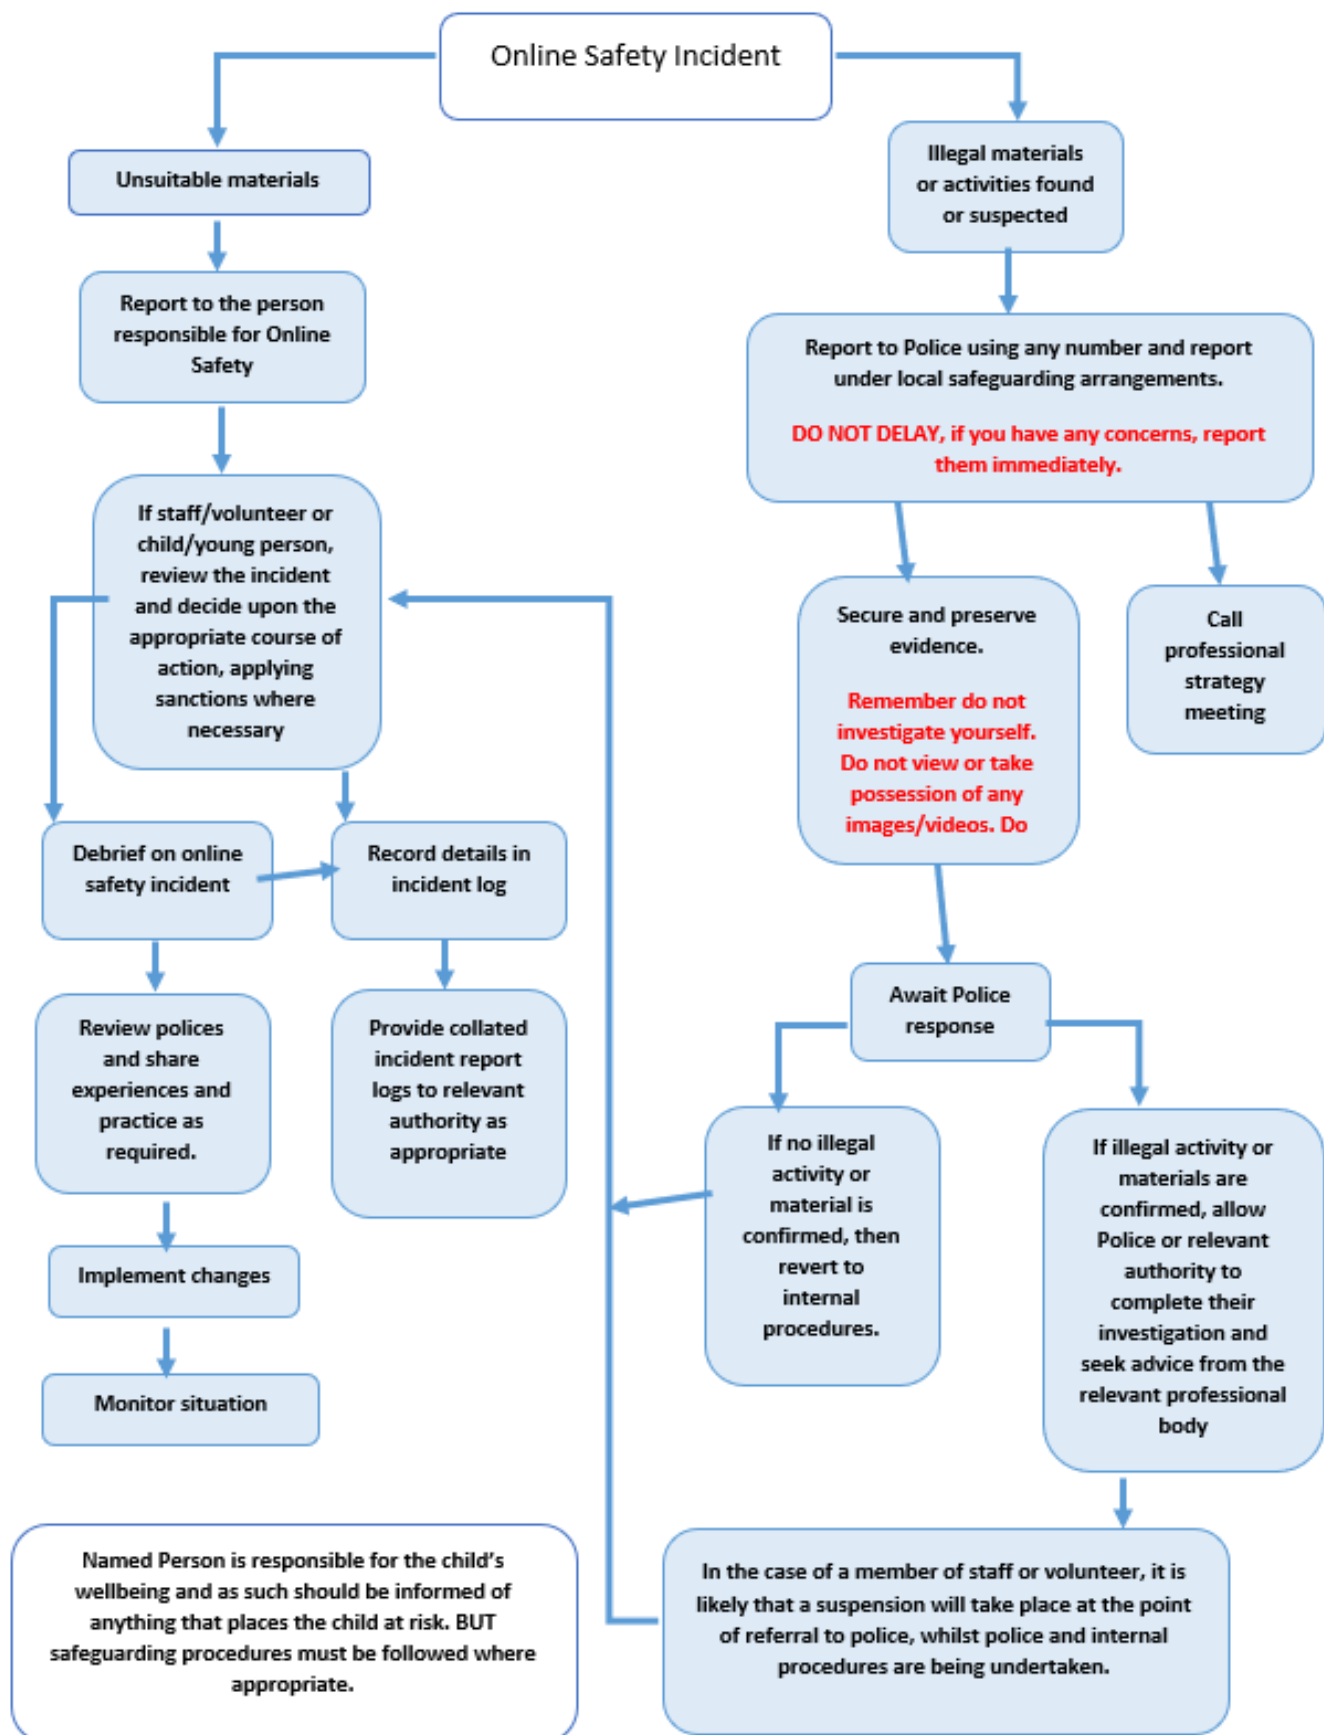 Online Safety Incident
Unsuitable materials
Illegal materials
or activities found
or suspected
Report to the person
responsible for Online
Safety
Report to Police using any number and report
under local safeguarding arrangements.
DO NOT DELAY, if you have any concerns, report
them immediately.
If staff/volunteer or
child/young person,
review the incident
and decide upon the
appropriate course of
action, applying
sanctions where
necessary
Secure and preserve
evidence.
Remember do not
investigate yourself.
Do not view or take
possession of any
images/videos. Do
Call
professional
strategy
meeting
Debrief on online
safety incident
Record details in
incident log
Review polices
and share
experiences and
practice as
required.
Provide collated
incident report
logs to relevant
authority as
appropriate
Await Police
response
If no illegal
activity or
material is
confirmed, then
revert to
internal
procedures.
If illegal activity or
materials are
confirmed, allow
Police or relevant
authority to
complete their
investigation and
seek advice from the
relevant professional
body
Implement changes
Monitor situation
Named Person is responsible for the child’s
wellbeing and as such should be informed of
anything that places the child at risk. BUT
safeguarding procedures must be followed where
appropriate.
In the case of a member of staff or volunteer, it is
likely that a suspension will take place at the point
of referral to police, whilst police and internal
procedures are being undertaken.